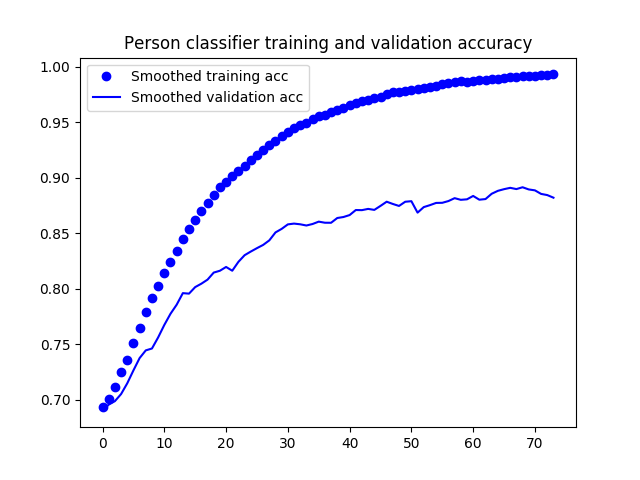 Person classifier training and validation accuracy
Smoothed training acc
Smoothed validation acc
1.00
0.95
0.90
0.85
0.80
0.75
0.70
0 10 20 30 40 50 60 70